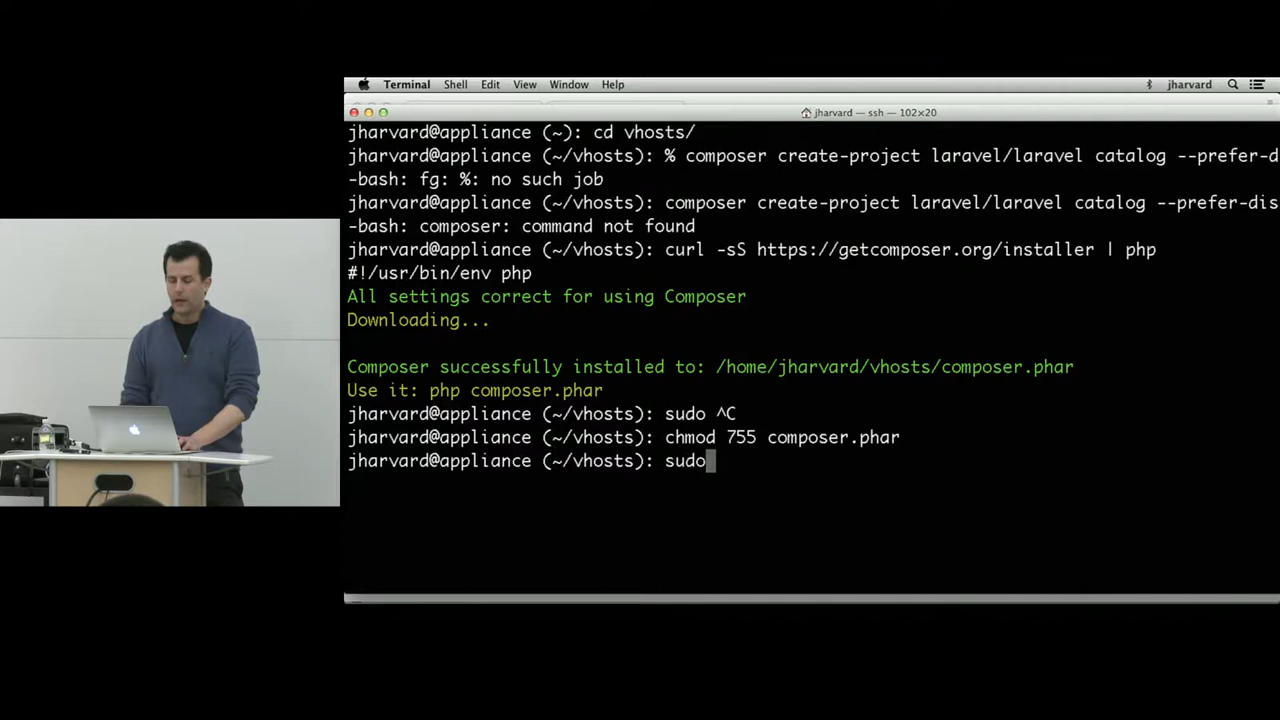 Terminal Shell Edit View Window Help jharvard
jharvard — ssh — 102×20
jharvard@appliance (~): cd vhosts/
jharvard@appliance (~/vhosts): % composer create-project laravel/laravel catalog --prefer-d
-bash: fg: %: no such job
jharvard@appliance (~/vhosts): composer create-project laravel/laravel catalog --prefer-dis
-bash: composer: command not found
jharvard@appliance (~/vhosts): curl -sS https://getcomposer.org/installer | php
#!/usr/bin/env php
All settings correct for using Composer
Downloading...
Composer successfully installed to: /home/jharvard/vhosts/composer.phar
Use it: php composer.phar
jharvard@appliance (~/vhosts): sudo ^C
jharvard@appliance (~/vhosts): chmod 755 composer.phar
jharvard@appliance (~/vhosts): sudo